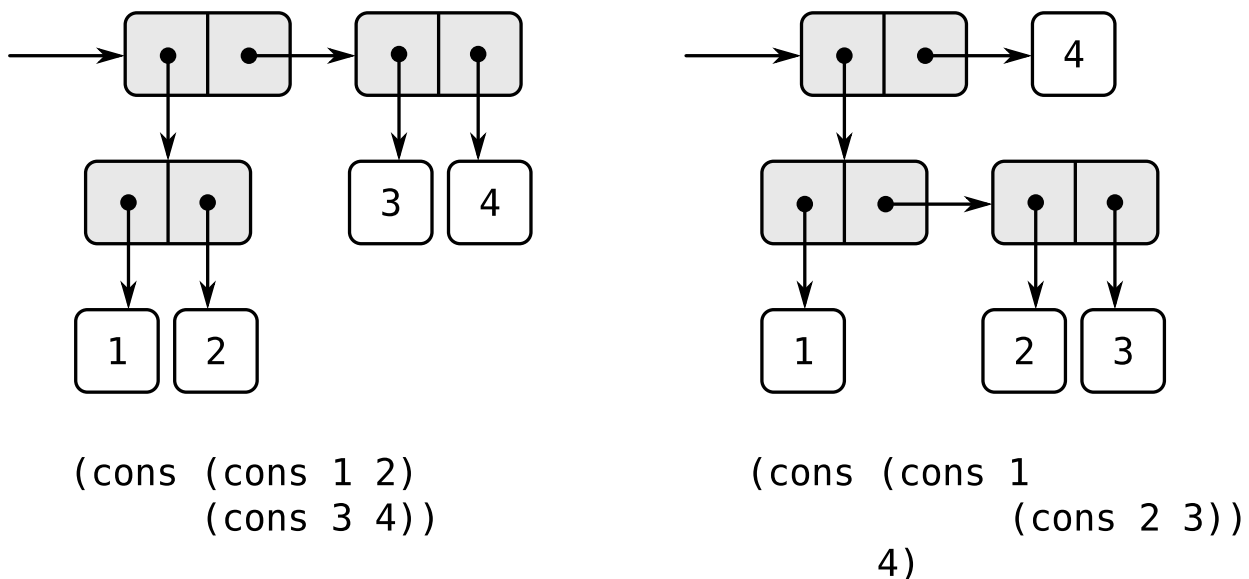 4
3 4
1 2
1 2 3
(cons (cons 1 2)
(cons 3 4))
(cons (cons 1
(cons 2 3))
4)